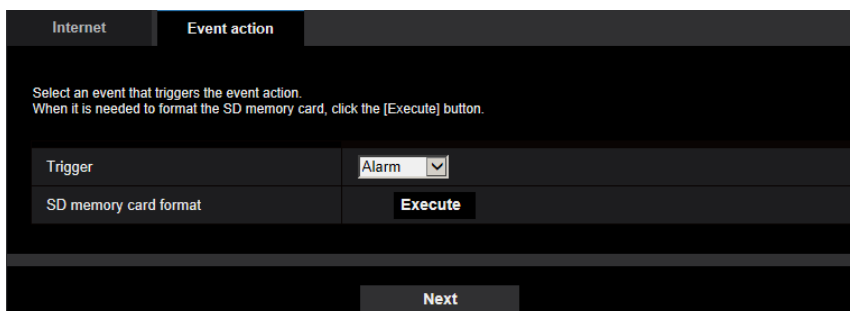 Internet
Event action
Select an event that triggers the event action.
When it is needed to format the SD memory card, click the [Execute] button.
Trigger
Alarm
SD memory card format
Execute
Next